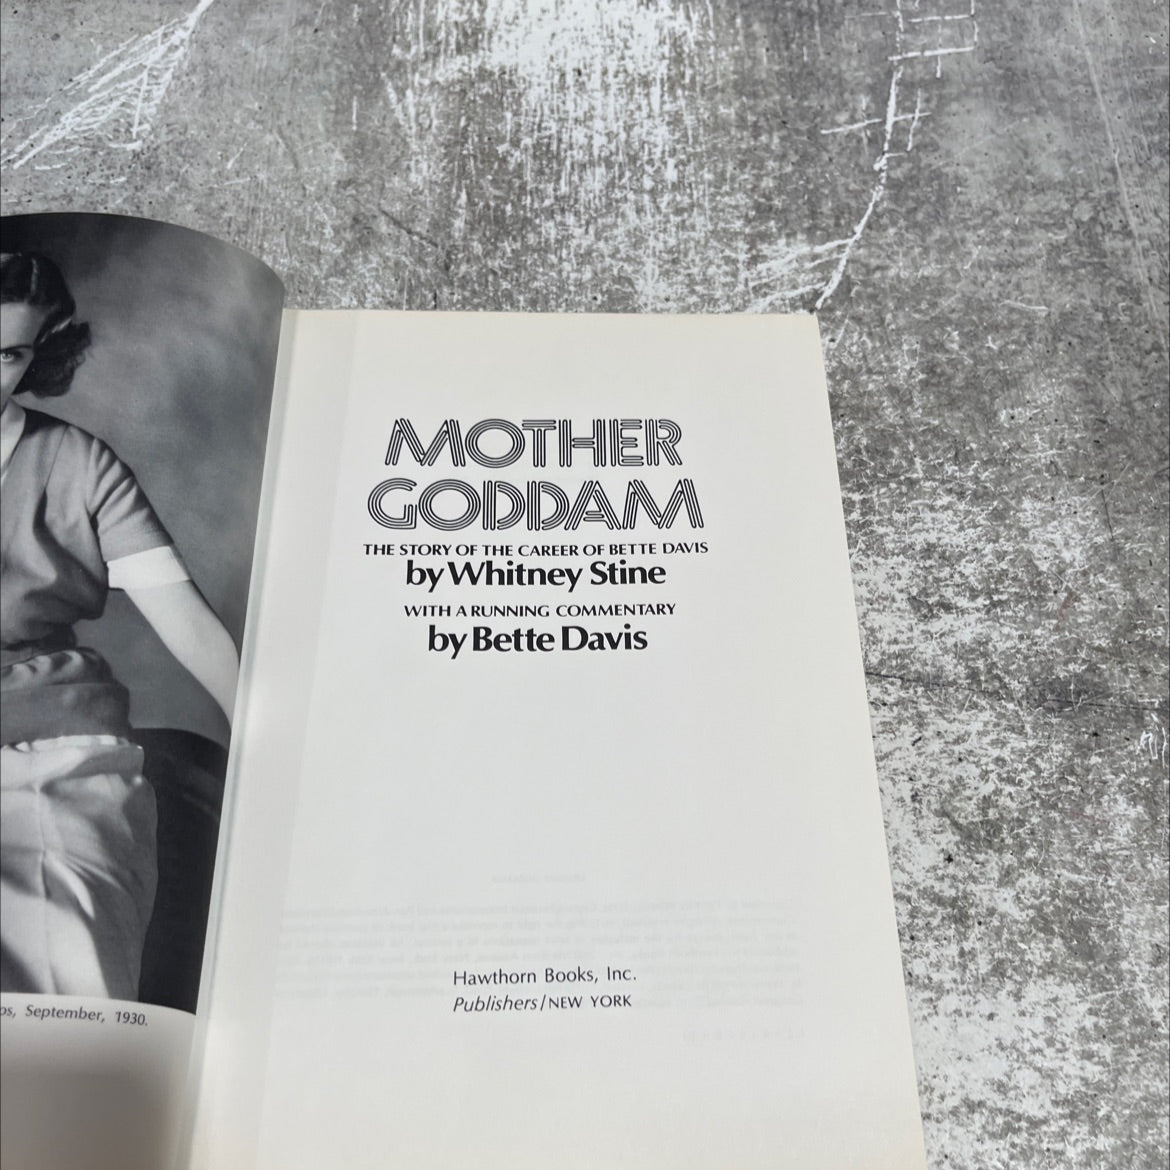 os, September, 1930.
MOTHER
GODDAM
THE STORY OF THE CAREER OF BETTE DAVIS
by Whitney Stine
WITH A RUNNING COMMENTARY
by Bette Davis
Hawthorn Books, Inc.
Publishers/NEW YORK